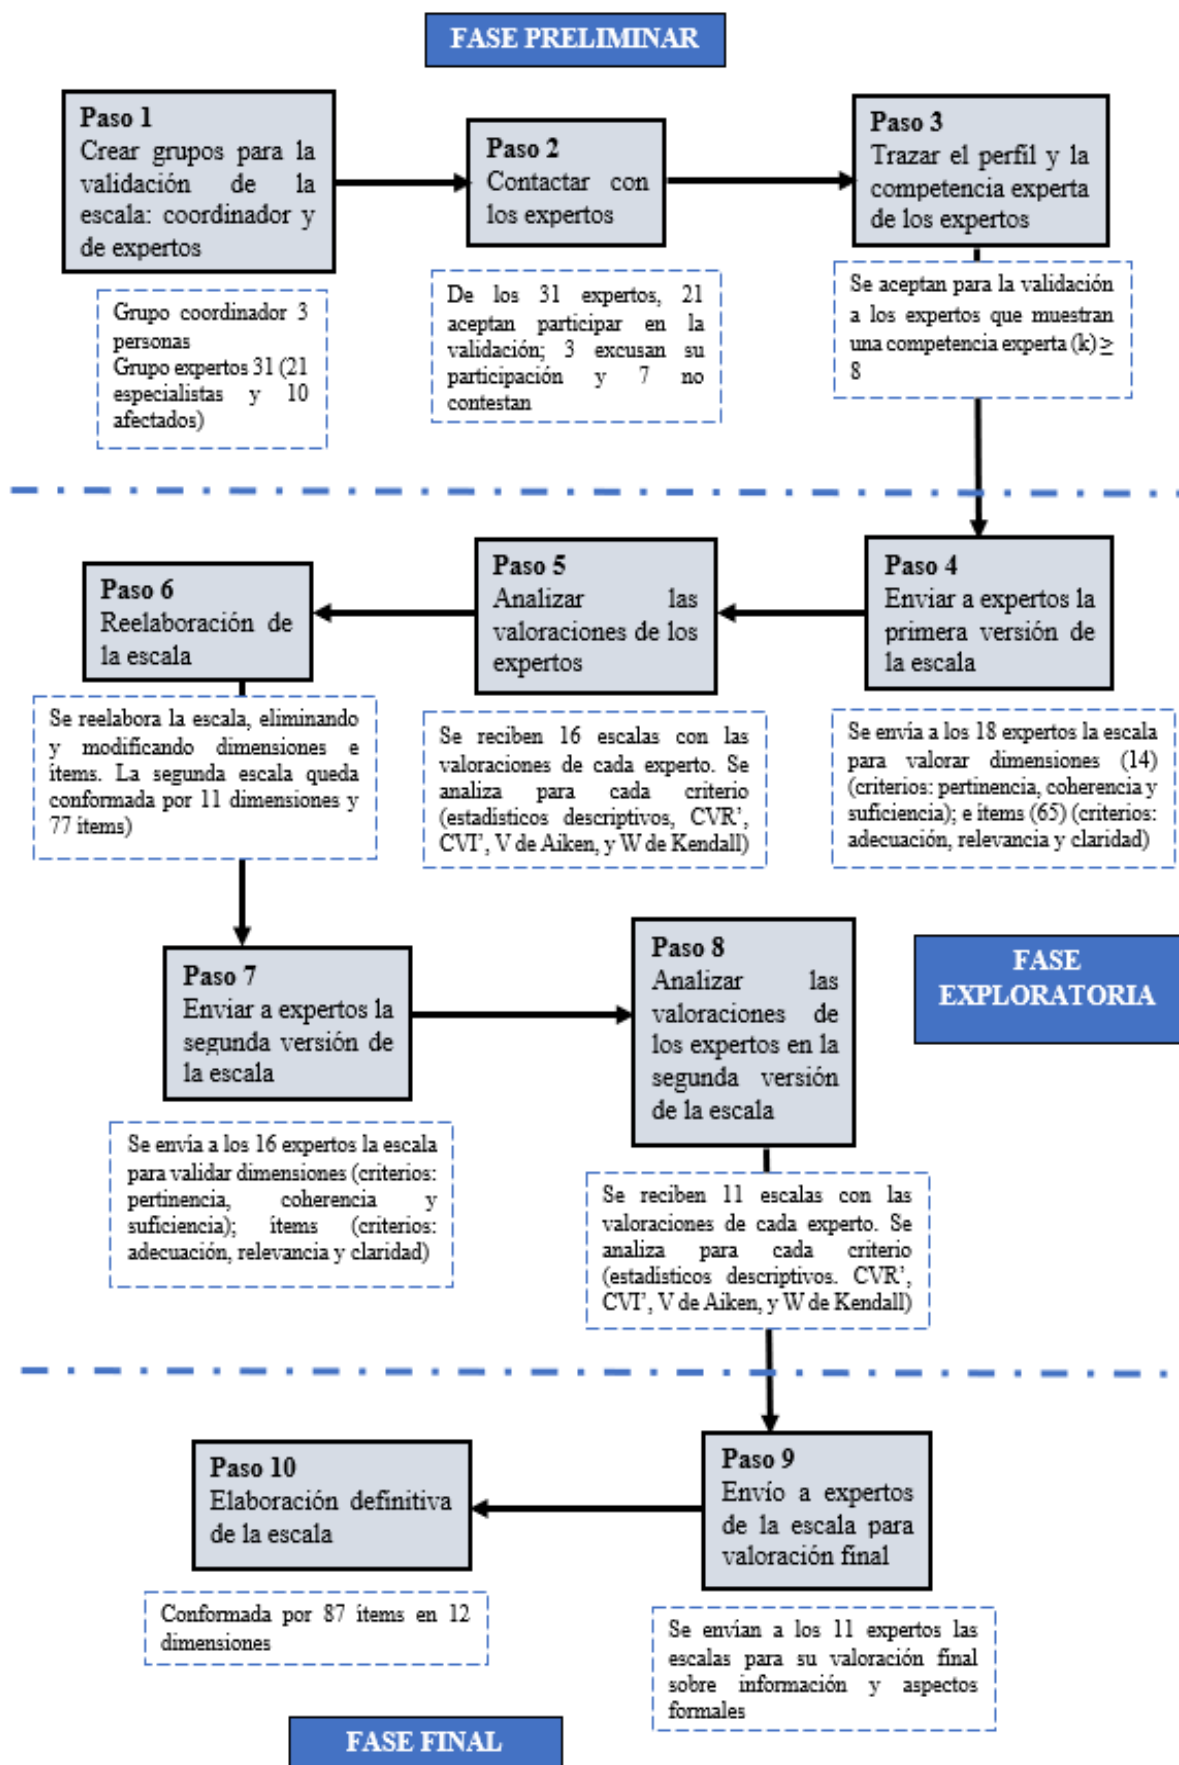 FASE PRELIMINAR
Paso 1
Crear grupos para la
validación de la
escala: coordinador y
de expertos
Paso 2
Contactar con
los expertos
Paso 3
Trazar el perfil y la
competencia experta
de los expertos
Grupo coordinador 3
personas
Grupo expertos 31 (21
especialistas y 10
afectados)
De los 31 expertos, 21
aceptan participar en la
validación; 3 excusan su
participación y 7 no
contestan
Se aceptan para la validación
a los expertos que muestran
una competencia experta (k) ≥
8
Paso 6
Reelaboración de
la escala
Paso 5
Analizar las
valoraciones de los
expertos
Paso 4
Enviar a expertos la
primera versión de
la escala
Se reelabora la escala, eliminando
y modificando dimensiones e
ítems. La segunda escala queda
conformada por 11 dimensiones y
77 ítems)
Se reciben 16 escalas con las
valoraciones de cada experto. Se
analiza para cada criterio
(estadísticos descriptivos, CVR’,
CVI’, V de Aiken, y W de Kendall)
Se envía a los 18 expertos la escala
para valorar dimensiones (14)
(criterios: pertinencia, coherencia y
suficiencia); e ítems (65) (criterios:
adecuación, relevancia y claridad)
Paso 7
Enviar a expertos la
segunda versión de
la escala
Paso 8
Analizar las
valoraciones de
los expertos en la
segunda versión
de la escala
FASE
EXPLORATORIA
Se envía a los 16 expertos la escala
para validar dimensiones (criterios:
pertinencia, coherencia y
suficiencia); ítems (criterios:
adecuación, relevancia y claridad)
Se reciben 11 escalas con las
valoraciones de cada experto. Se
analiza para cada criterio
(estadísticos descriptivos. CVR’,
CVI’, V de Aiken, y W de Kendall)
Paso 10
Elaboración definitiva
de la escala
Paso 9
Envío a expertos
de la escala para
valoración final
Conformada por 87 ítems en 12
dimensiones
Se envían a los 11 expertos las
escalas para su valoración final
sobre información y aspectos
formales
FASE FINAL